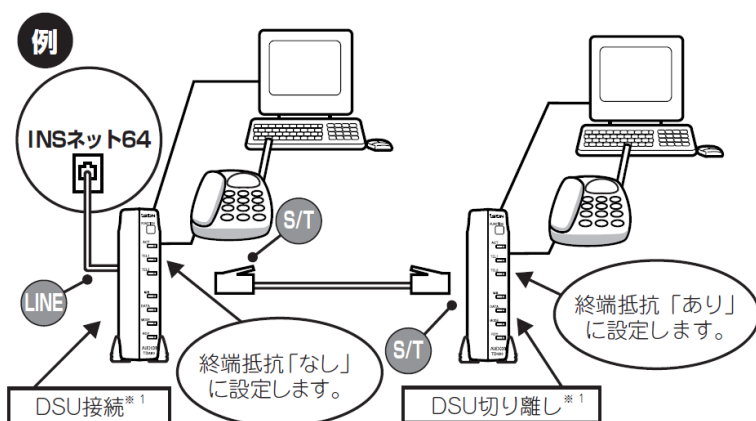 例
INSネット64
S/T
LINE
S/T
終端抵抗「なし」
に設定します。
終端抵抗「あり」
に設定します。
DSU接続※1
DSU切り離し※1